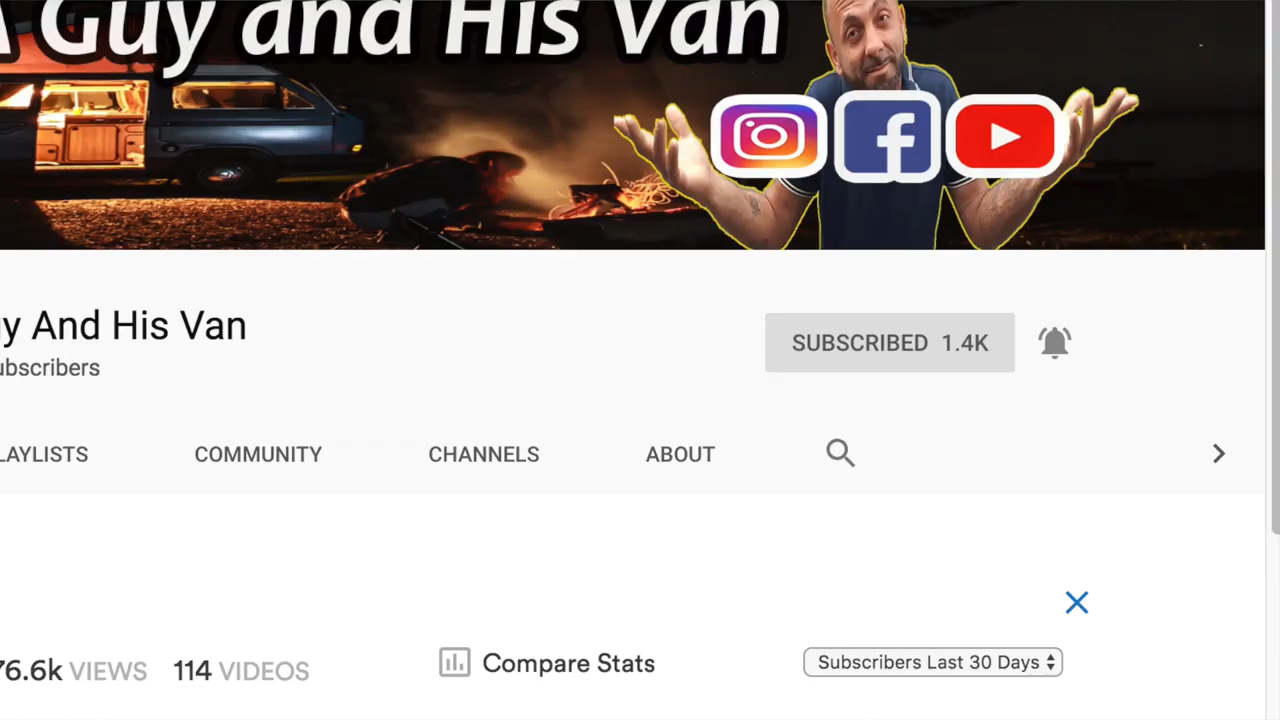 A Guy and His Van
f
y And His Van
ubscribers
SUBSCRIBED 1.4K
LAYLISTS COMMUNITY CHANNELS ABOUT
76.6k VIEWS 114 VIDEOS Compare Stats Subscribers Last 30 Days